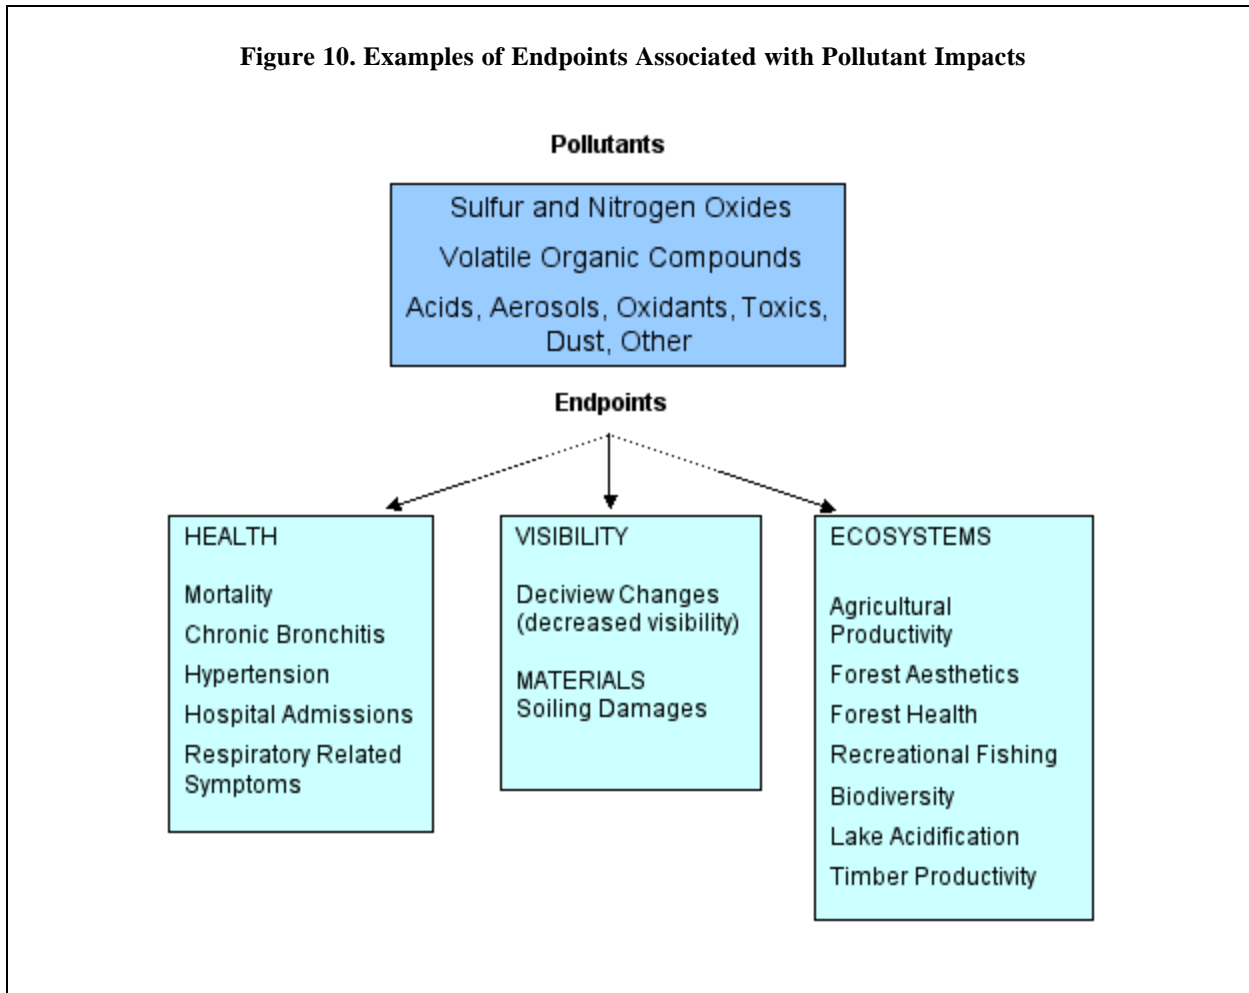 Figure 10. Examples of Endpoints Associated with Pollutant Impacts
Pollutants
Sulfur and Nitrogen Oxides
Volatile Organic Compounds
Acids, Aerosols, Oxidants, Toxics,
Dust, Other
Endpoints
HEALTH
Mortality
Chronic Bronchitis
Hypertension
Hospital Admissions
Respiratory Related
Symptoms
VISIBILITY
Deciview Changes
(decreased visibility)
MATERIALS
Soiling Damages
ECOSYSTEMS
Agricultural
Productivity
Forest Aesthetics
Forest Health
Recreational Fishing
Biodiversity
Lake Acidification
Timber Productivity